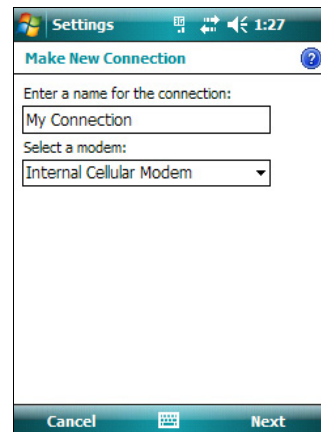 Settings 1:27
Make New Connection ?
Enter a name for the connection:
My Connection
Select a modem:
Internal Cellular Modem
Cancel Next